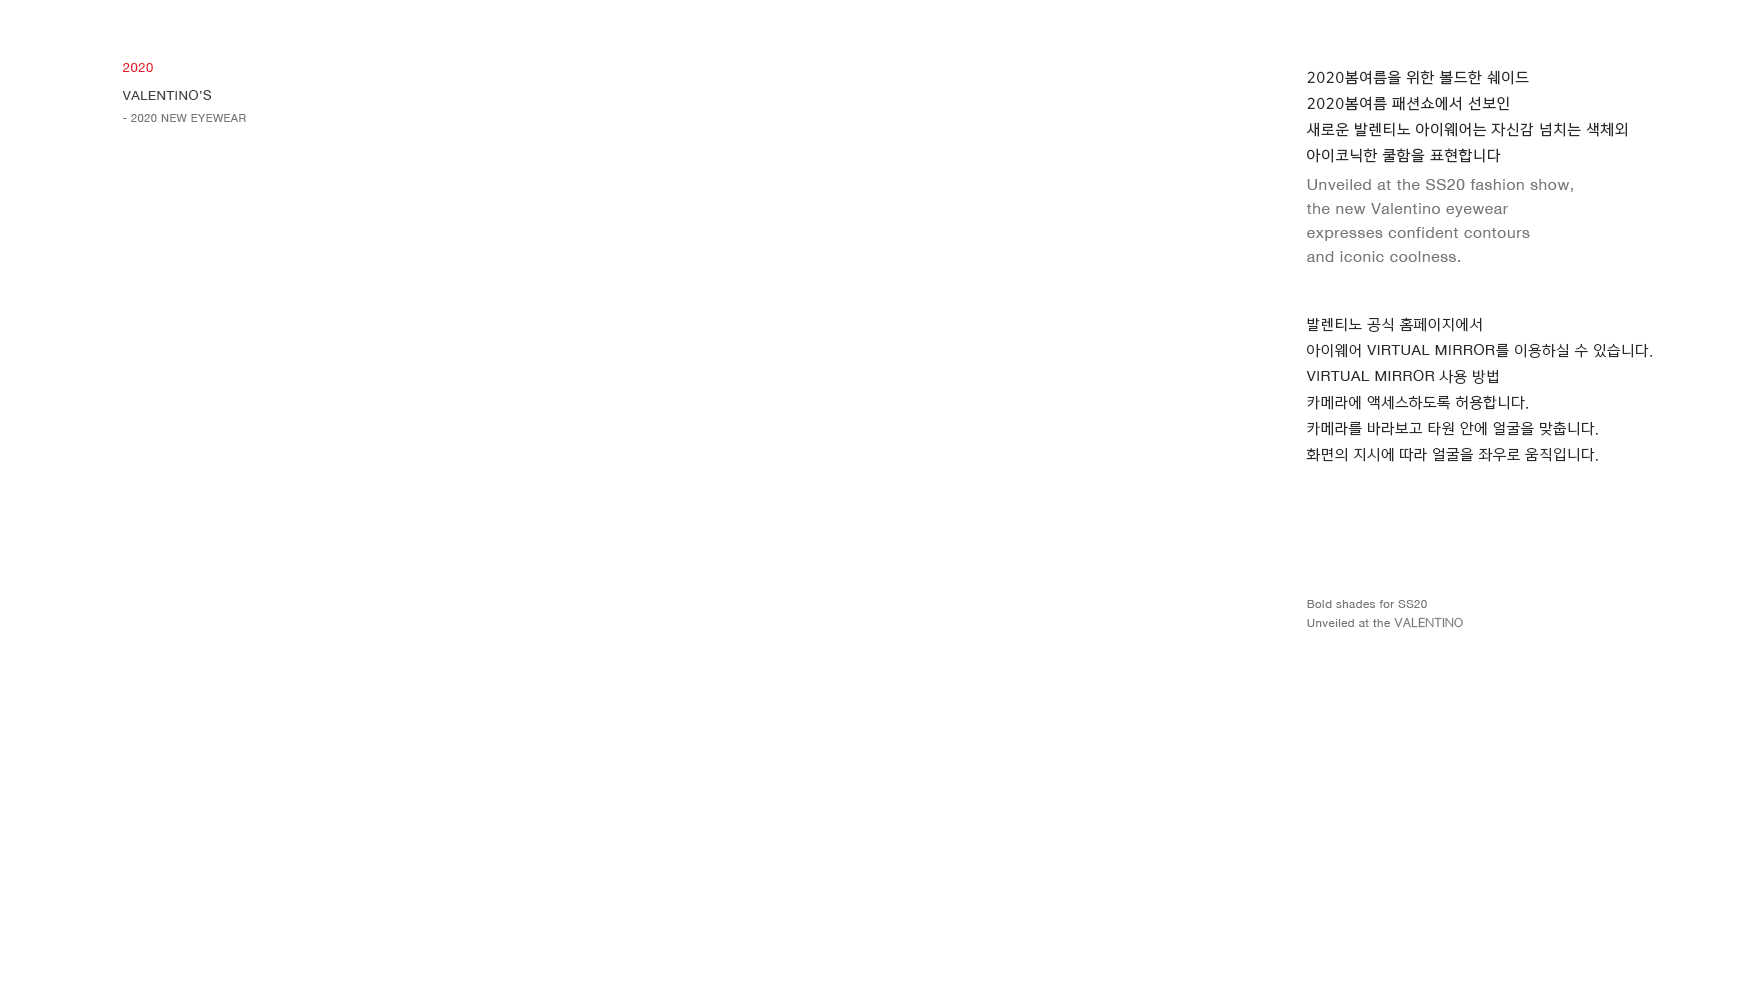 2020
VALENTINO'S
- 2020 NEW EYEWEAR
2020봄여름을 위한 볼드한 쉐이드
2020봄여름 패션쇼에서 선보인
새로운 발렌티노 아이웨어는 자신감 넘치는 색체외
아이코닉한 쿨함을 표현합니다
Unveiled at the SS20 fashion show,
the new Valentino eyewear
expresses confident contours
and iconic coolness.
발렌티노 공식 홈페이지에서
아이웨어 VIRTUAL MIRROR를 이용하실 수 있습니다.
VIRTUAL MIRROR 사용 방법
카메라에 액세스하도록 허용합니다.
카메라를 바라보고 타원 안에 얼굴을 맞춥니다.
화면의 지시에 따라 얼굴을 좌우로 움직입니다.
Bold shades for SS20
Unveiled at the VALENTINO